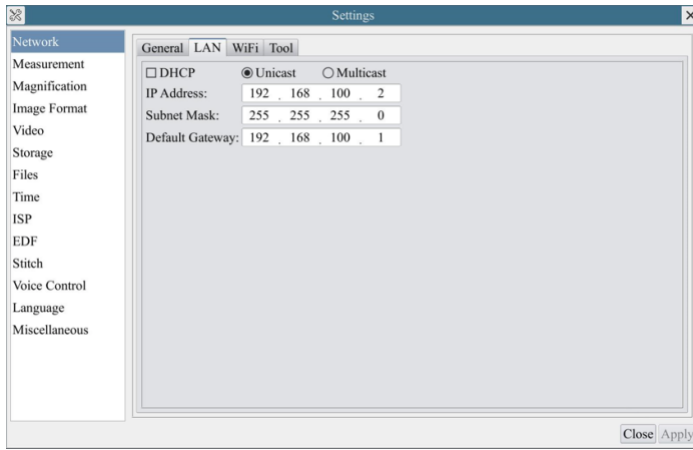 Settings
Network
Measurement
Magnification
Image Format
Video
Storage
Files
Time
ISP
EDF
Stitch
Voice Control
Language
Miscellaneous
General LAN WiFi Tool
DHCP Unicast Multicast
IP Address: 192 . 168 . 100 . 2
Subnet Mask: 255 . 255 . 255 . 0
Default Gateway: 192 . 168 . 100 . 1
Close Apply